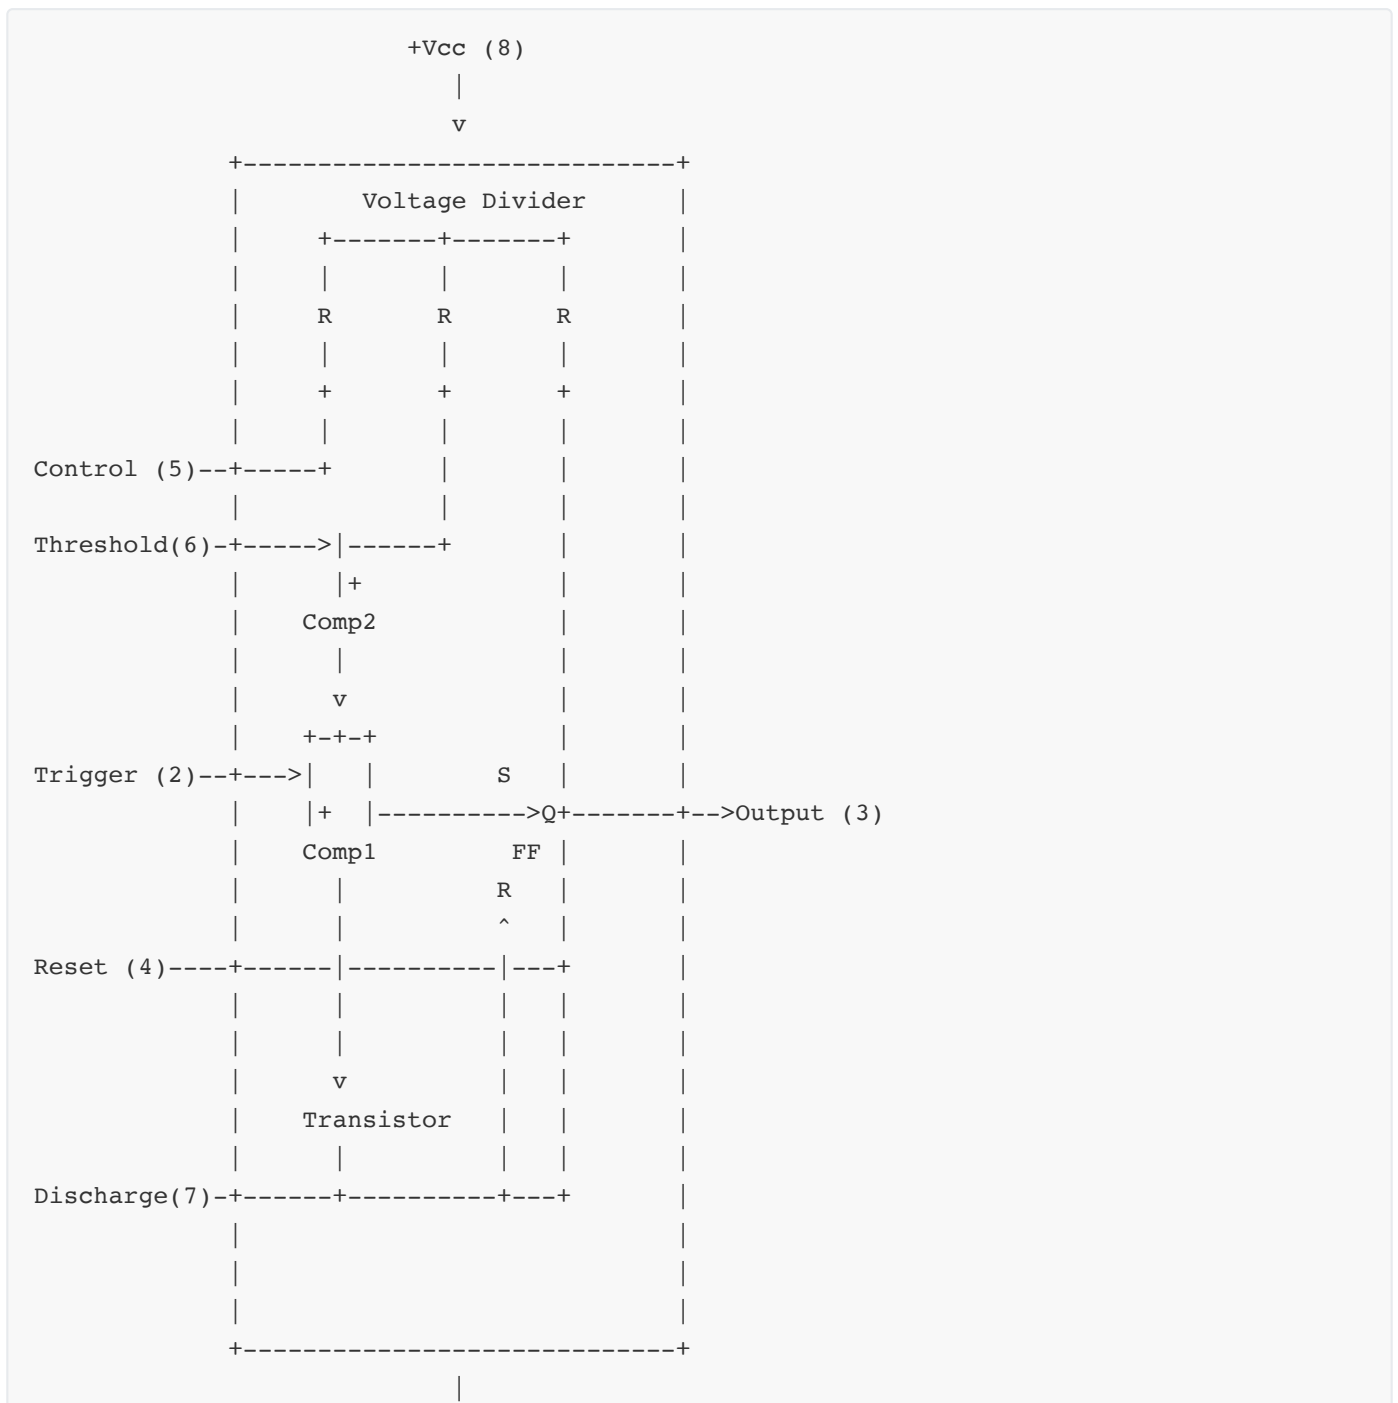 +Vcc (8)
                            |
                            v
             +-----------------------------+
             |        Voltage Divider      |
             |     +-------+-------+       |
             |     |       |       |       |
             |     R       R       R       |
             |     |       |       |       |
             |     +       +       +       |
             |     |       |       |       |
Control (5)--+-----+       |       |       |
             |             |       |       |
Threshold(6)-+----->|------+       |       |
             |      |+             |       |
             |    Comp2            |       |
             |      |              |       |
             |      v              |       |
             |    +-+-+            |       |
Trigger (2)--+--->|   |        S   |       |
             |    |+  |---------->Q+-------+-->Output (3)
             |    Comp1         FF |       |
             |      |          R   |       |
             |      |          ^   |       |
Reset (4)----+------|----------|---+       |
             |      |          |   |       |
             |      |          |   |       |
             |      v          |   |       |
             |    Transistor   |   |       |
             |      |          |   |       |
Discharge(7)-+------+----------+---+       |
             |                             |
             |                             |
             |                             |
             +-----------------------------+
                            |